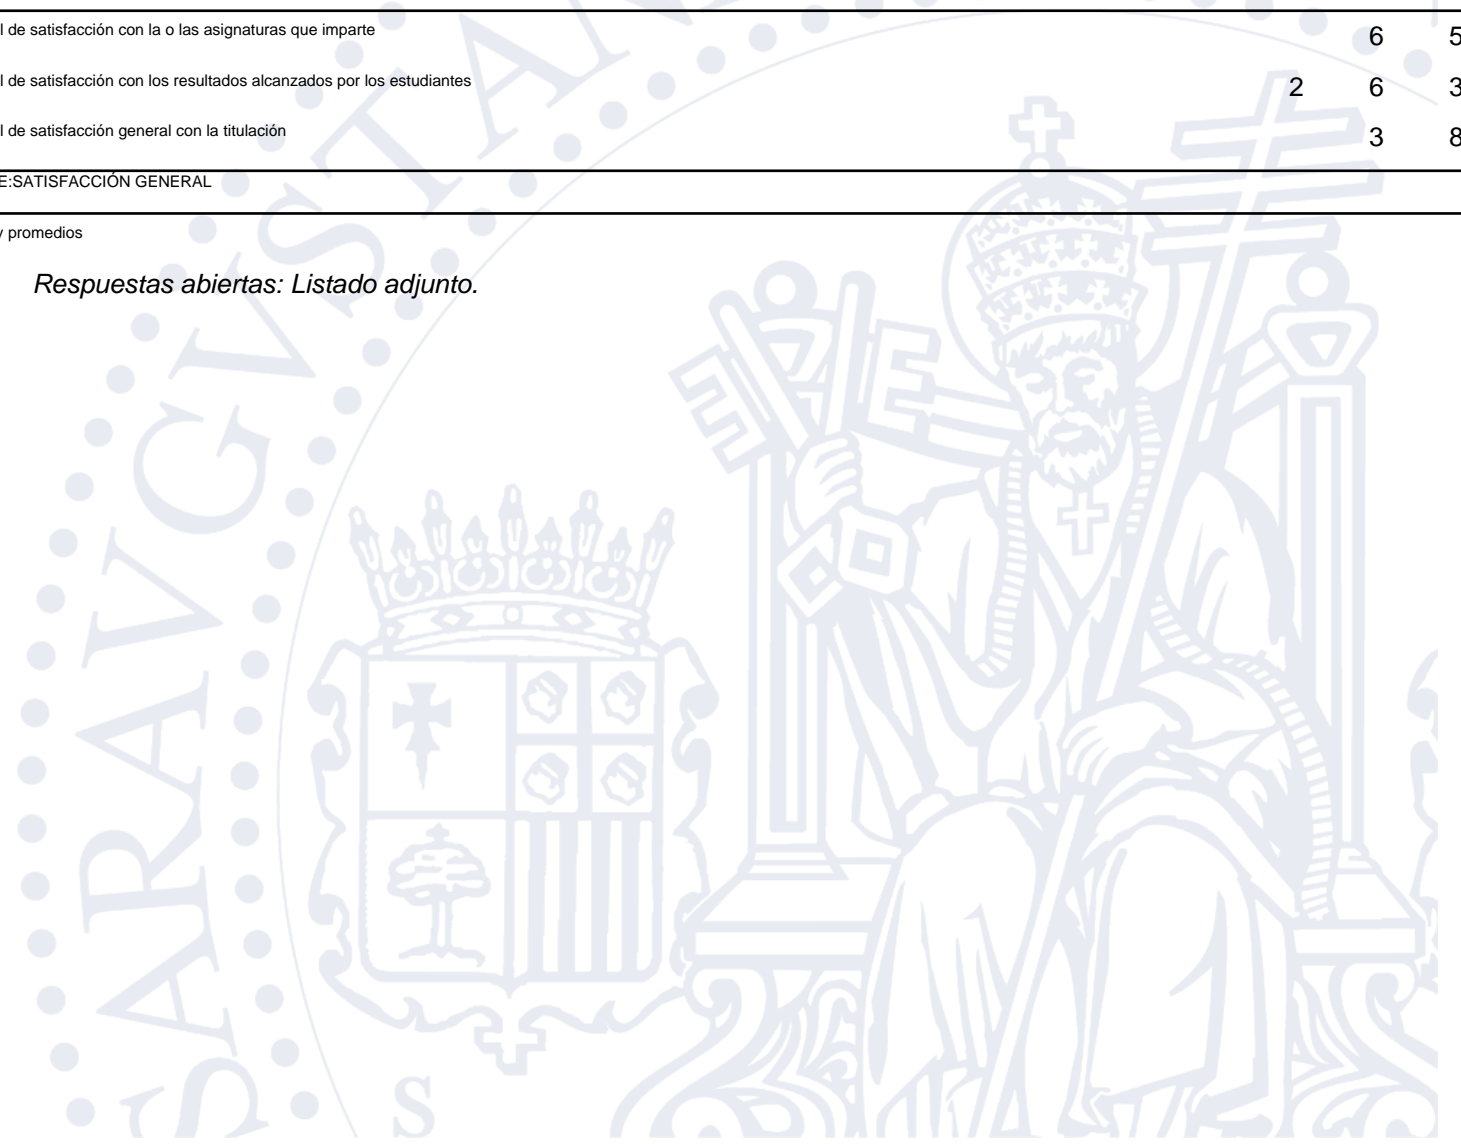 l de satisfacción con la o las asignaturas que imparte 6 5
l de satisfacción con los resultados alcanzados por los estudiantes 2 6 3
l de satisfacción general con la titulación 3 8
E:SATISFACCIÓN GENERAL
y promedios
Respuestas abiertas: Listado adjunto.
SARAVGVSTAN
S